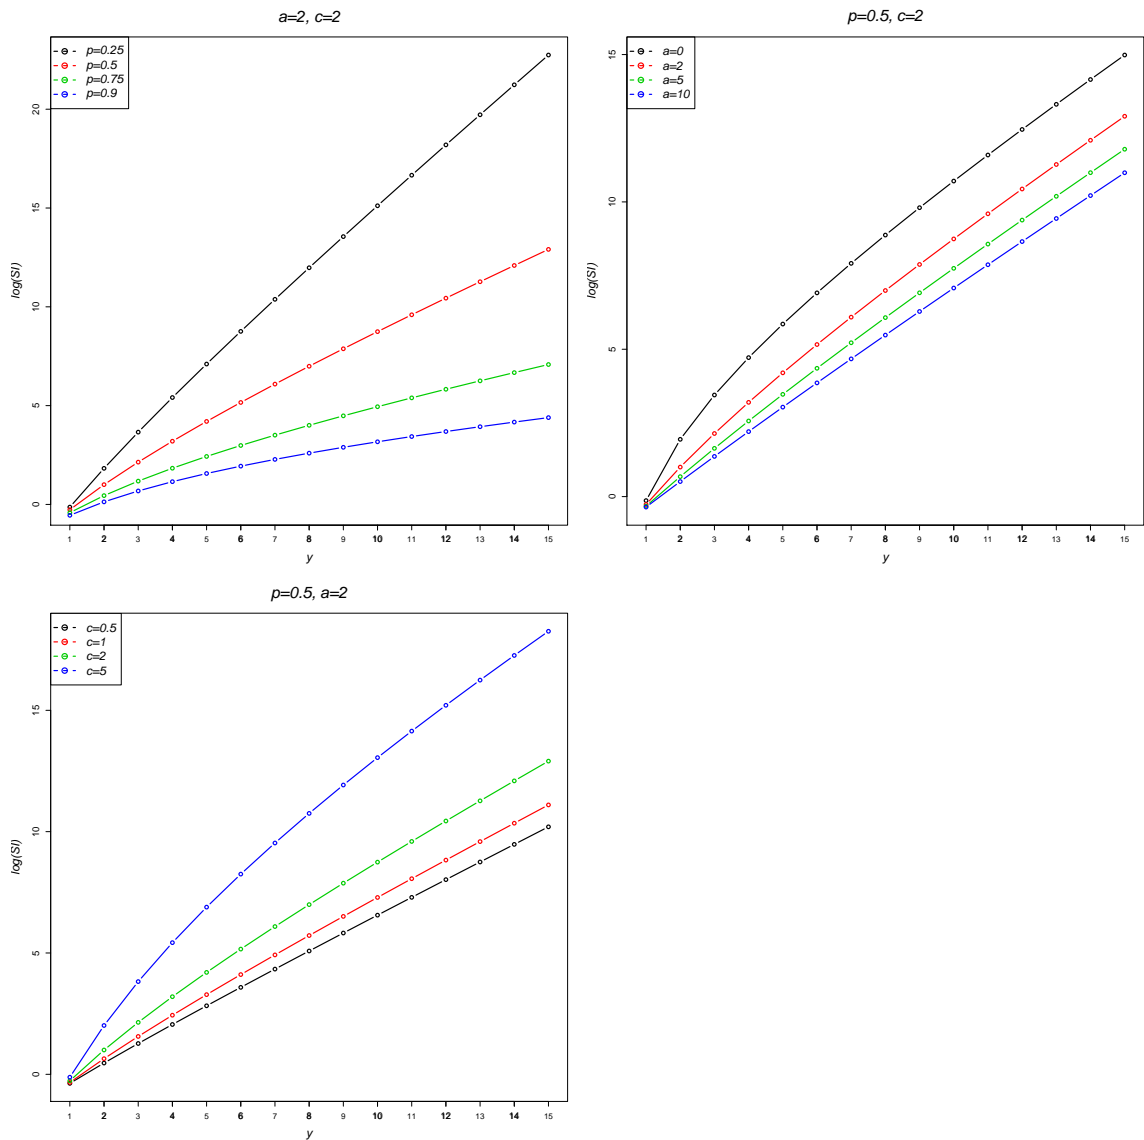 a=2, c=2
p=0.25
p=0.5
p=0.75
p=0.9
log(SI)
0 5 10 15 20
1 2 3 4 5 6 7 8 9 10 11 12 13 14 15
y
p=0.5, c=2
a=0
a=2
a=5
a=10
log(SI)
0 5 10 15
1 2 3 4 5 6 7 8 9 10 11 12 13 14 15
y
p=0.5, a=2
c=0.5
c=1
c=2
c=5
log(SI)
0 5 10 15
1 2 3 4 5 6 7 8 9 10 11 12 13 14 15
y